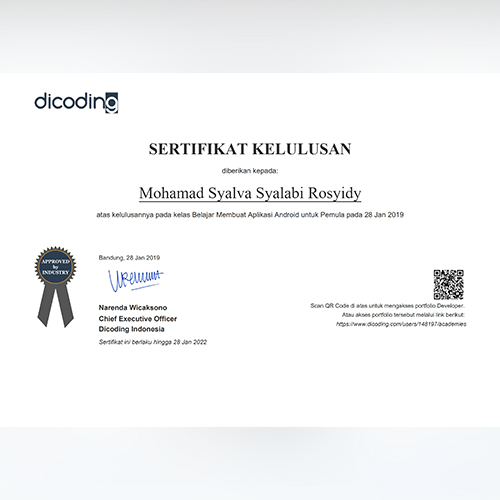 dicoding
SERTIFIKAT KELULUSAN
diberikan kepada:
Mohamad Syalva Syalabi Rosyidy
atas kelulusannya pada kelas Belajar Membuat Aplikasi Android untuk Pemula pada 28 Jan 2019
APPROVED
by
INDUSTRY
Bandung, 28 Jan 2019
Narenda Wicaksono
Chief Executive Officer
Dicoding Indonesia
Sertifikat ini berlaku hingga 28 Jan 2022
Scan QR Code di atas untuk mengakses portfolio Developer.
Atau akses portfolio tersebut melalui link berikut:
https://www.dicoding.com/users/148197/academies